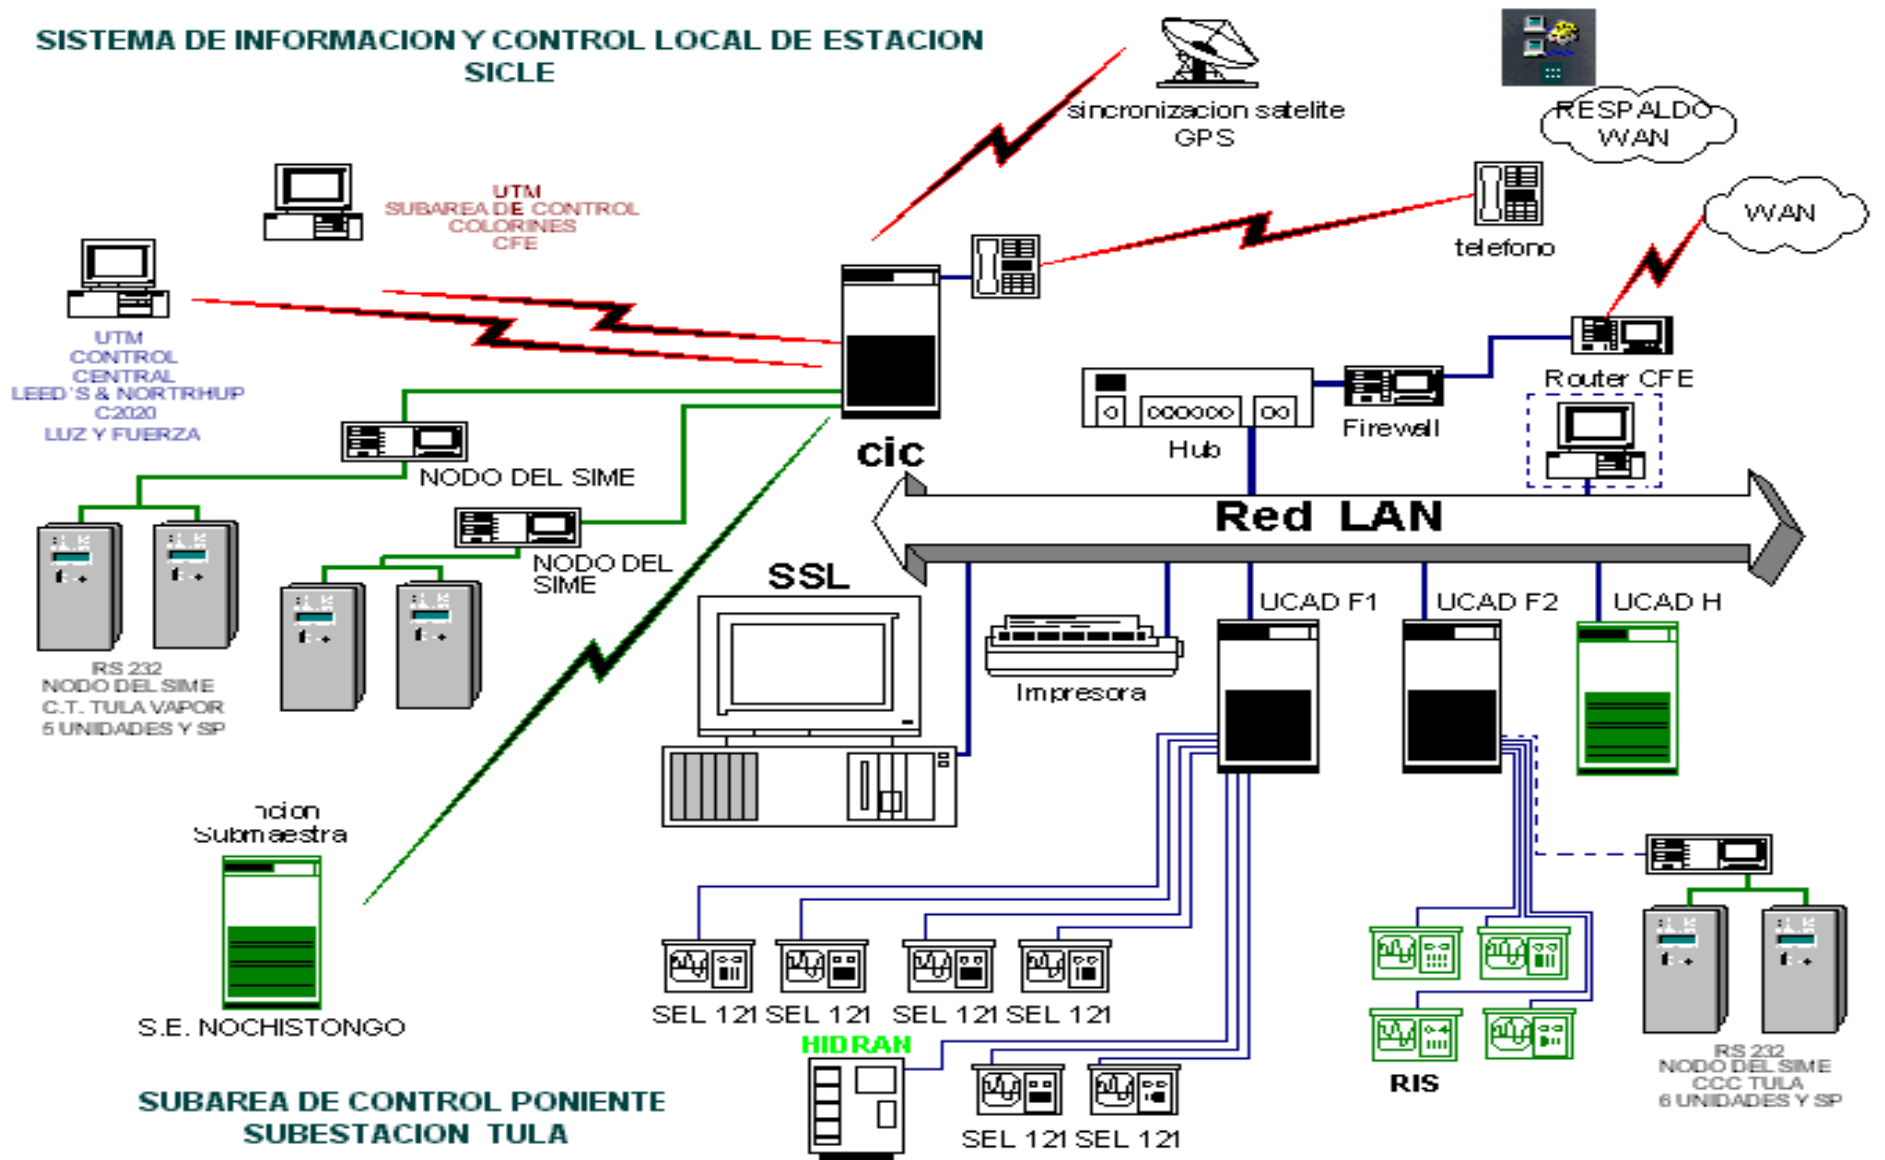 SISTEMA DE INFORMACION Y CONTROL LOCAL DE ESTACION
SICLE
sincronizacion satelite
GPS
RESPALDO
WAN
WAN
UTM
SUBAREA DE CONTROL
COLORINES
CFE
telefono
UTM
CONTROL
CENTRAL
LEED'S & NORTRHUP
C2020
LUZ Y FUERZA
Router CFE
Firewall
Hub
cic
NODO DEL SIME
NODO DEL
SIME
Red LAN
SSL
UCAD F1
UCAD F2
UCAD H
Impresora
RS 232
NODO DEL SIME
C.T. TULA VAPOR
5 UNIDADES Y SP
ncion
Submaestra
S.E. NOCHISTONGO
SEL 121
SEL 121
SEL 121
SEL 121
HIDRAN
SEL 121
SEL 121
RIS
RS 232
NODO DEL SIME
CCC TULA
6 UNIDADES Y SP
SUBAREA DE CONTROL PONIENTE
SUBESTACION TULA